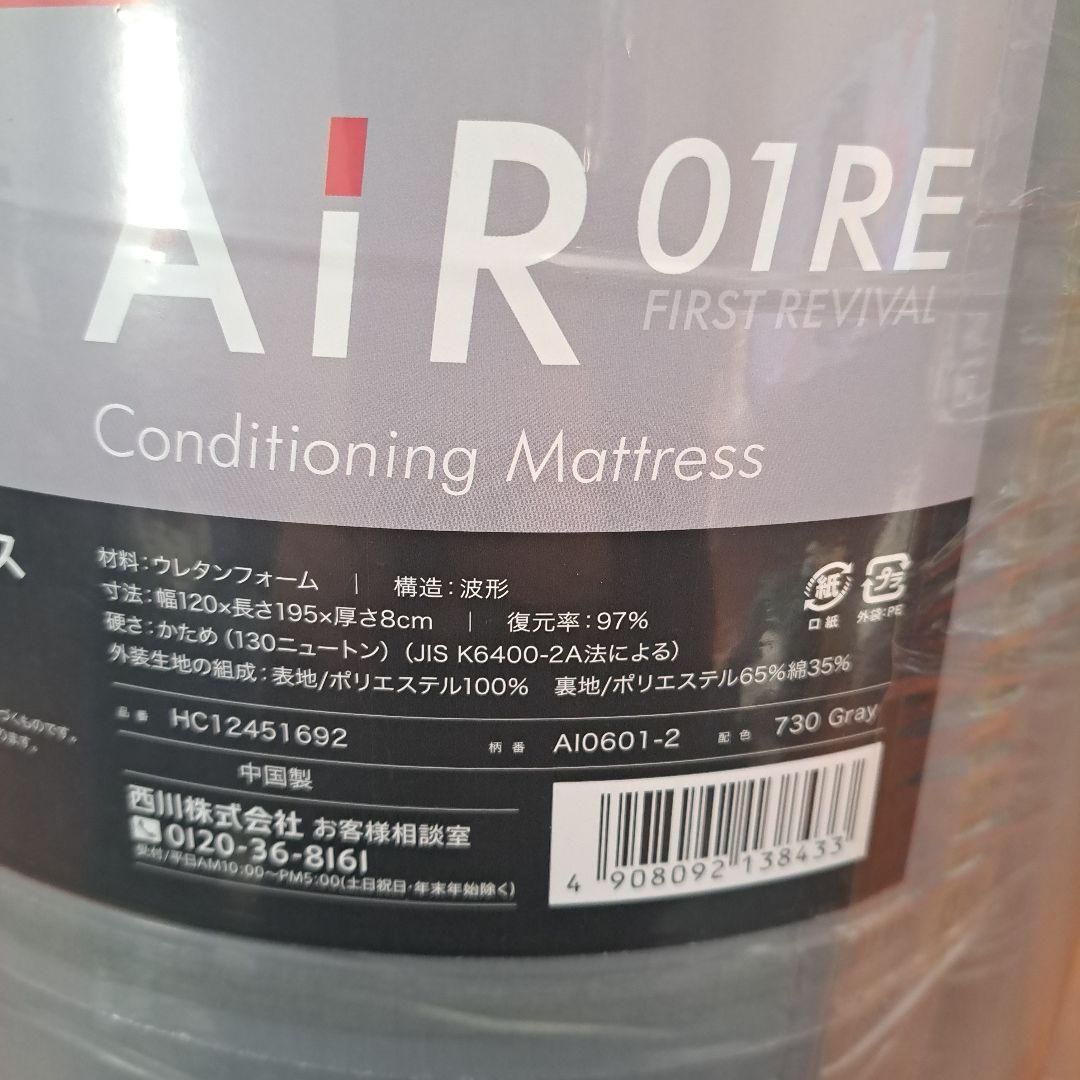 AiR 01RE
FIRST REVIVAL
Conditioning Mattress
ス
材料：ウレタンフォーム ｜ 構造：波形
寸法：幅120×長さ195×厚さ8cm ｜ 復元率：97%
硬さ：かため（130ニュートン）（JIS K6400-2A法による）
外装生地の組成：表地/ポリエステル100% 裏地/ポリエステル65%綿35%
紙 プラ
口紙 外袋：PE
づくものです。
ます。
品番 HC12451692 柄番 AI0601-2 配色 730 Gray
中国製
西川株式会社 お客様相談室
0120-36-8161
受付/平日AM10:00〜PM5:00(土日祝日・年末年始除く)
4 908092 138433